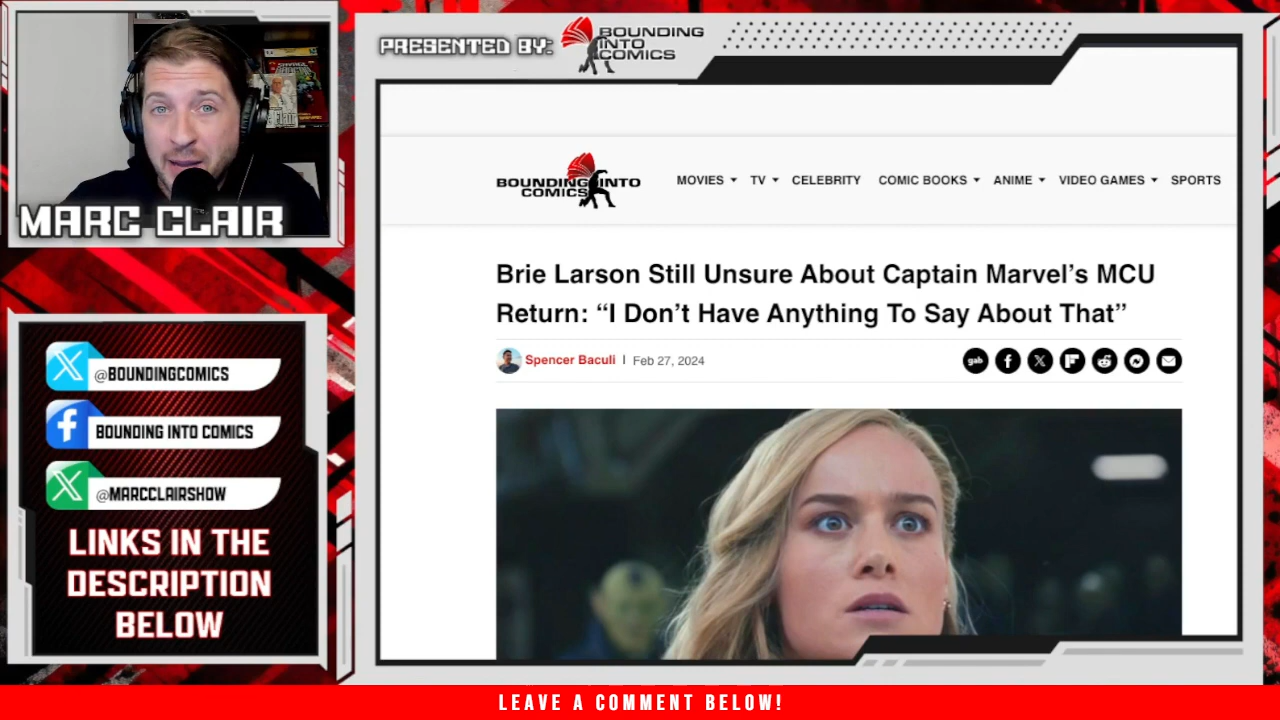 MARC CLAIR
@BOUNDINGCOMICS
BOUNDING INTO COMICS
@MARCCLAIRSHOW
LINKS IN THE
DESCRIPTION
BELOW
PRESENTED BY:
BOUNDING
INTO
COMICS
BOUNDING INTO
COMICS
MOVIES
TV
CELEBRITY
COMIC BOOKS
ANIME
VIDEO GAMES
SPORTS
Brie Larson Still Unsure About Captain Marvel’s MCU
Return: “I Don’t Have Anything To Say About That”
Spencer Baculi | Feb 27, 2024
gab
LEAVE A COMMENT BELOW!